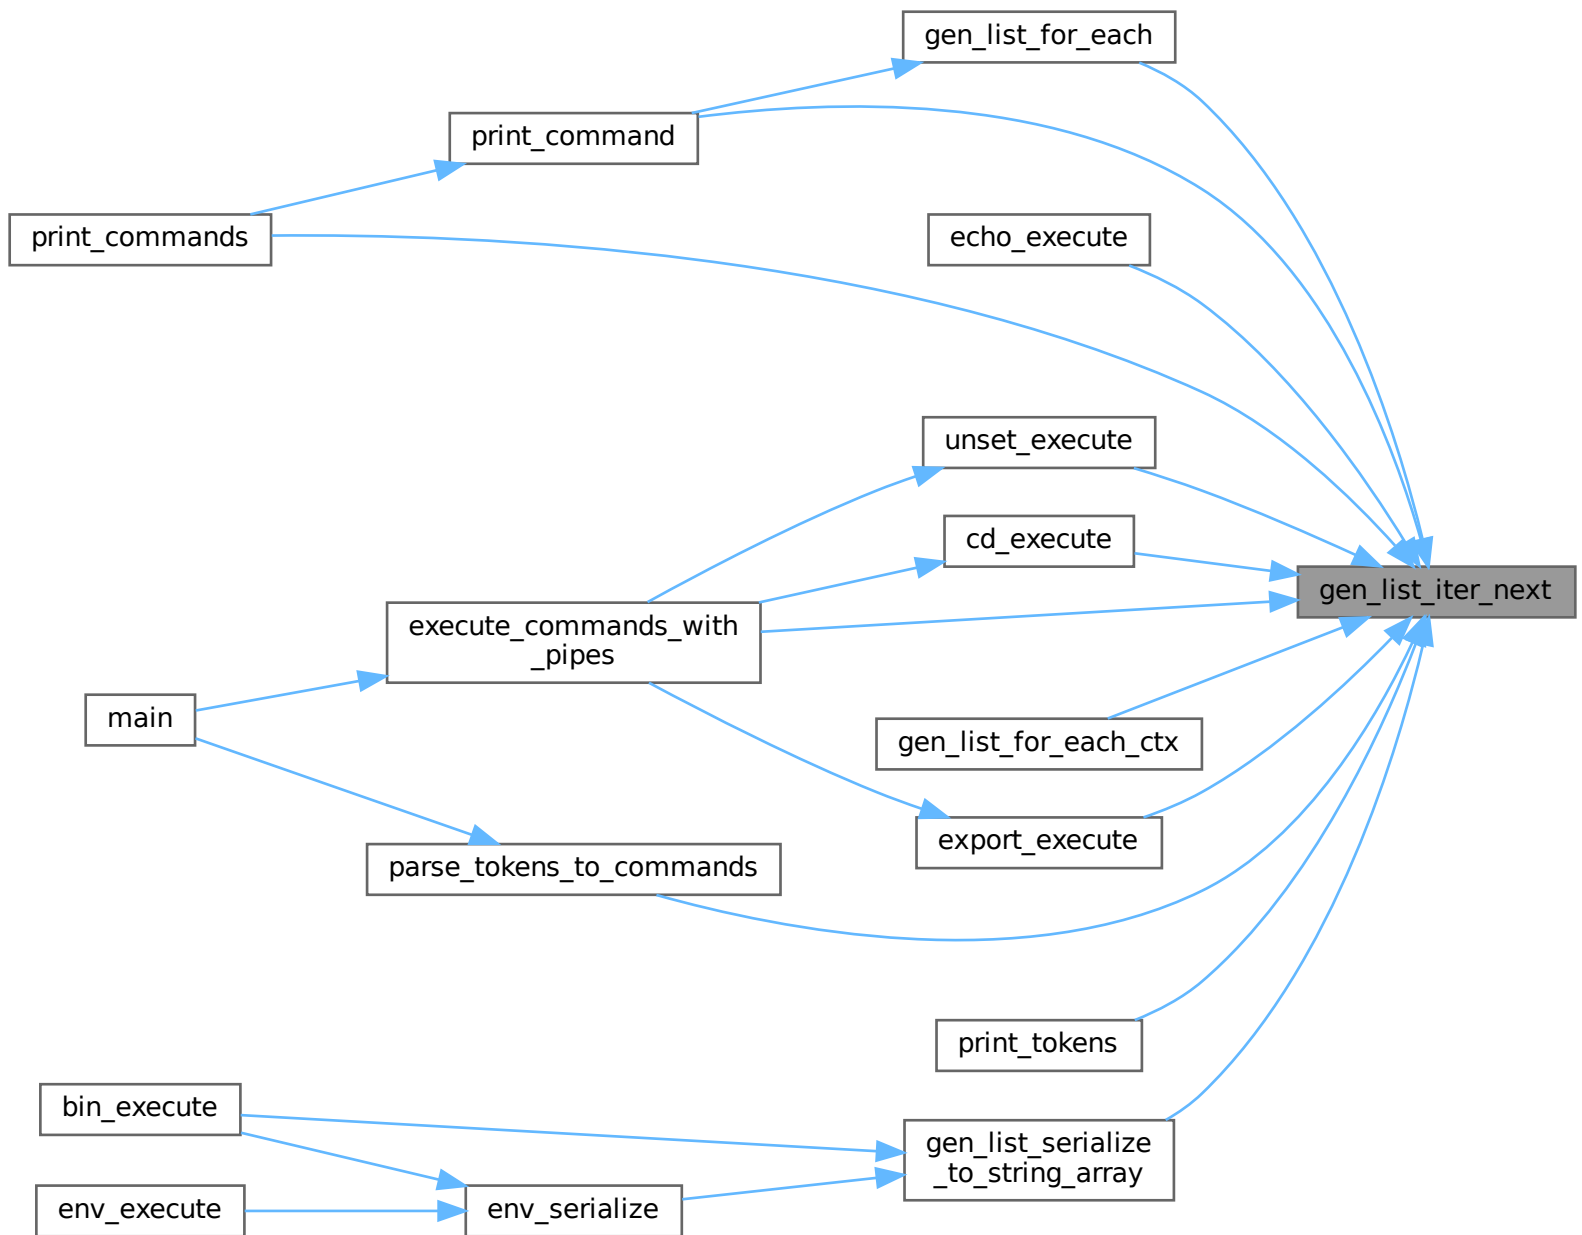 gen_list_for_each
print_command
print_commands
echo_execute
unset_execute
cd_execute
gen_list_iter_next
execute_commands_with
_pipes
main
gen_list_for_each_ctx
export_execute
parse_tokens_to_commands
print_tokens
bin_execute
gen_list_serialize
_to_string_array
env_execute
env_serialize